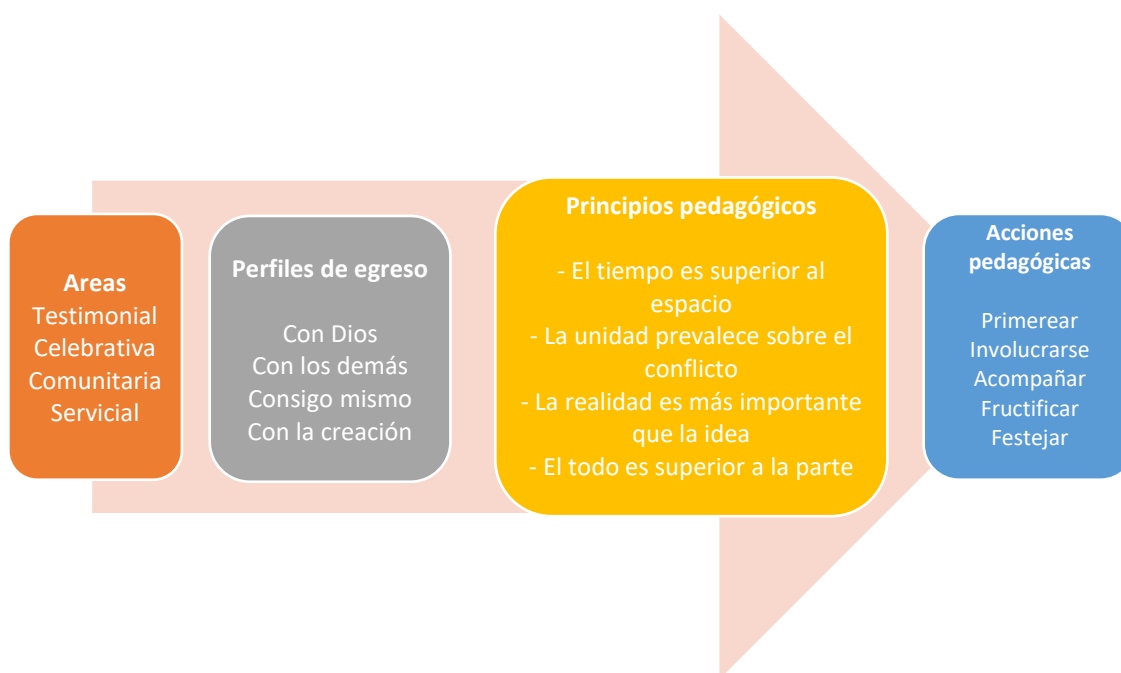 Areas
Testimonial
Celebrativa
Comunitaria
Servicial
Perfiles de egreso
Con Dios
Con los demás
Consigo mismo
Con la creación
Principios pedagógicos
- El tiempo es superior al
espacio
- La unidad prevalece sobre el
conflicto
- La realidad es más importante
que la idea
- El todo es superior a la parte
Acciones
pedagógicas
Primerear
Involucrarse
Acompañar
Fructificar
Festejar